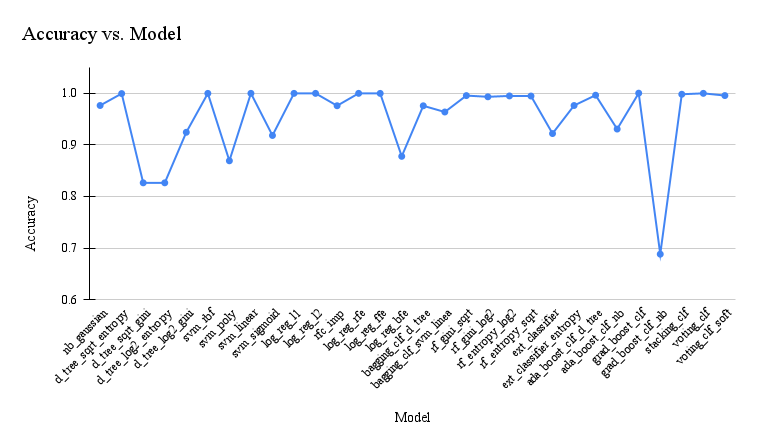 Accuracy vs. Model
1.0
0.9
0.8
0.7
0.6
Accuracy
nb_gaussian
d_tree_sqrt_entropy
d_tree_sqrt_gini
d_tree_log2_entropy
d_tree_log2_gini
svm_rbf
svm_poly
svm_linear
svm_sigmoid
log_reg_l1
log_reg_l2
rfc_imp
log_reg_rfe
log_reg_ffe
log_reg_bfe
bagging_clf_d_tree
bagging_clf_svm_linea
rf_gini_sqrt
rf_gini_log2
rf_entropy_log2
rf_entropy_sqrt
ext_classifier
ext_classifier_entropy
ada_boost_clf_d_tree
ada_boost_clf_nb
grad_boost_clf
grad_boost_clf_nb
stacking_clf
voting_clf
voting_clf_soft
Model